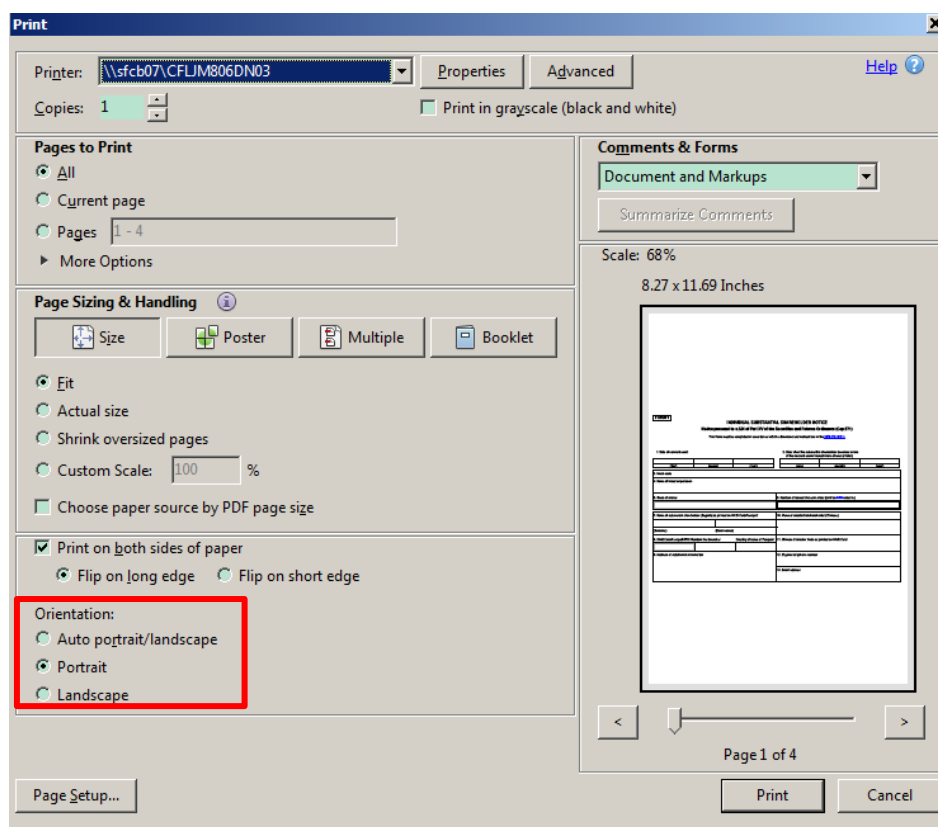 Print
Printer: \\sfcb07\CFLJM806DN03 Properties Advanced Help
Copies: 1 Print in grayscale (black and white)
Pages to Print
All
Current page
Pages 1 - 4
More Options
Comments & Forms
Document and Markups
Summarize Comments
Page Sizing & Handling
Size Poster Multiple Booklet
Fit
Actual size
Shrink oversized pages
Custom Scale: 100 %
Choose paper source by PDF page size
Print on both sides of paper
Flip on long edge Flip on short edge
Orientation:
Auto portrait/landscape
Portrait
Landscape
Scale: 68%
8.27 x 11.69 Inches
INDIVIDUAL SUBSTANTIAL SHAREHOLDER NOTICE
< >
Page 1 of 4
Page Setup... Print Cancel